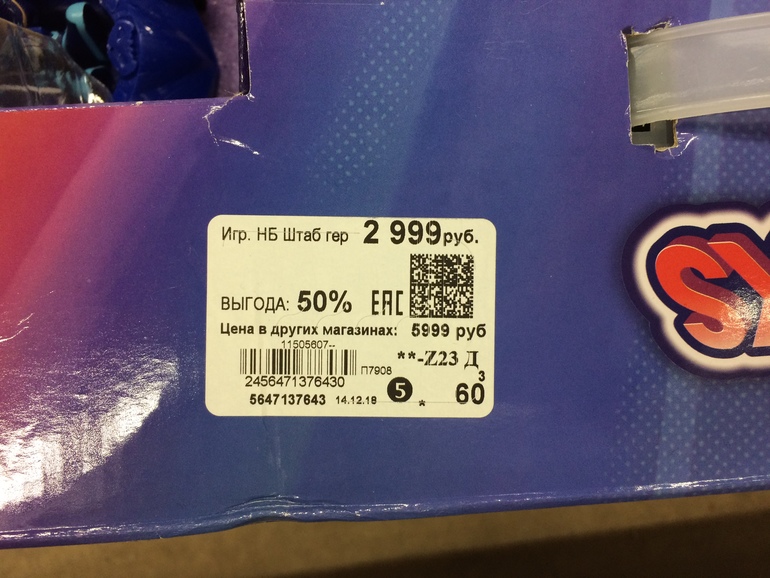 Игр. НБ Штаб гер 2 999руб.
ВЫГОДА: 50% ЕАС
Цена в других магазинах: 5999 руб
11505607--
**-Z23 Д
П7908
2456471376430
3
5647137643 14.12.18 5 * 60
SY